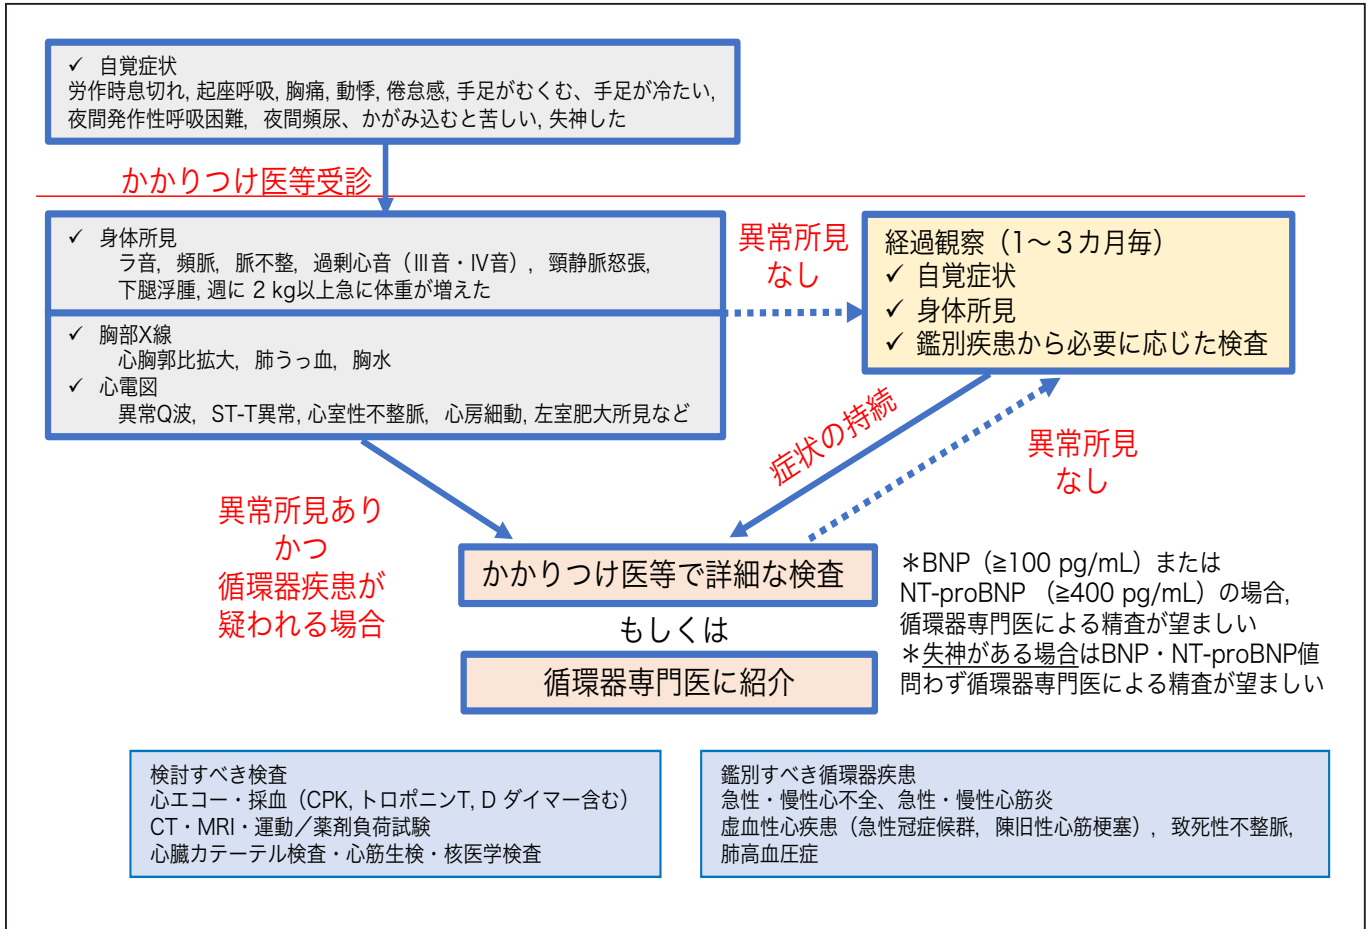 ✓ 自覚症状
労作時息切れ, 起座呼吸, 胸痛, 動悸, 倦怠感, 手足がむくむ、手足が冷たい,
夜間発作性呼吸困難, 夜間頻尿、かがみ込むと苦しい, 失神した
かかりつけ医等受診
✓ 身体所見
ラ音, 頻脈, 脈不整, 過剰心音（Ⅲ音・Ⅳ音）, 頸静脈怒張,
下腿浮腫, 週に 2 kg以上急に体重が増えた
✓ 胸部X線
心胸郭比拡大, 肺うっ血, 胸水
✓ 心電図
異常Q波, ST-T異常, 心室性不整脈, 心房細動, 左室肥大所見など
異常所見
なし
経過観察（1～３カ月毎）
✓ 自覚症状
✓ 身体所見
✓ 鑑別疾患から必要に応じた検査
症状の持続
異常所見
なし
異常所見あり
かつ
循環器疾患が
疑われる場合
かかりつけ医等で詳細な検査
もしくは
循環器専門医に紹介
＊BNP（≧100 pg/mL）または
NT-proBNP （≧400 pg/mL）の場合,
循環器専門医による精査が望ましい
＊失神がある場合はBNP・NT-proBNP値
問わず循環器専門医による精査が望ましい
検討すべき検査
心エコー・採血（CPK, トロポニンT, D ダイマー含む）
CT・MRI・運動／薬剤負荷試験
心臓カテーテル検査・心筋生検・核医学検査
鑑別すべき循環器疾患
急性・慢性心不全、急性・慢性心筋炎
虚血性心疾患（急性冠症候群, 陳旧性心筋梗塞）, 致死性不整脈,
肺高血圧症